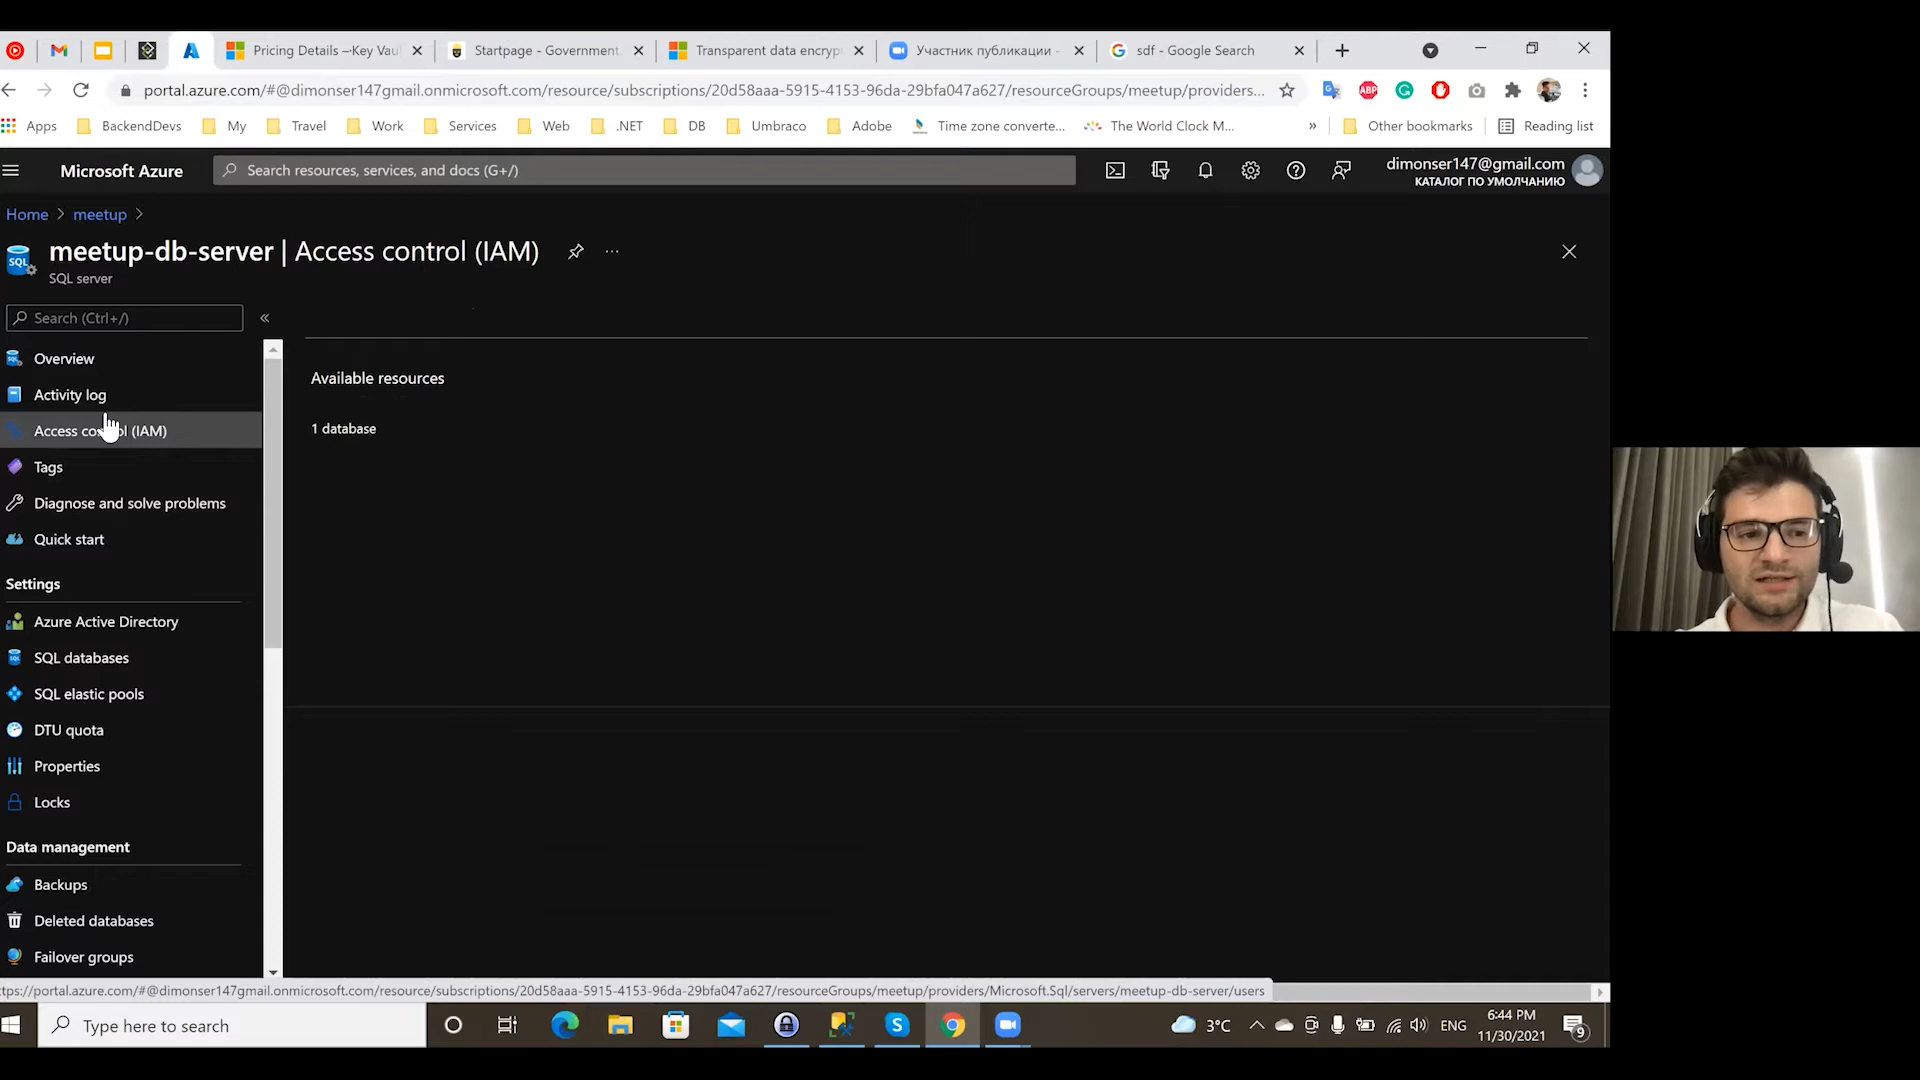 Pricing Details – Key Vau
Startpage - Government
Transparent data encryp
Участник публикации -
sdf - Google Search
portal.azure.com/#@dimonser147gmail.onmicrosoft.com/resource/subscriptions/20d58aaa-5915-4153-96da-29bfa047a627/resourceGroups/meetup/providers...
ABP
Apps
BackendDevs
My
Travel
Work
Services
Web
.NET
DB
Umbraco
Adobe
Time zone converte...
The World Clock M...
»
Other bookmarks
Reading list
Microsoft Azure
Search resources, services, and docs (G+/)
dimonser147@gmail.com
КАТАЛОГ ПО УМОЛЧАНИЮ
Home > meetup >
SQL
meetup-db-server | Access control (IAM)
...
SQL server
Search (Ctrl+/)
«
Overview
Activity log
Access control (IAM)
Tags
Diagnose and solve problems
Quick start
Settings
Azure Active Directory
SQL databases
SQL elastic pools
DTU quota
Properties
Locks
Data management
Backups
Deleted databases
Failover groups
Available resources
1 database
ttps://portal.azure.com/#@dimonser147gmail.onmicrosoft.com/resource/subscriptions/20d58aaa-5915-4153-96da-29bfa047a627/resourceGroups/meetup/providers/Microsoft.Sql/servers/meetup-db-server/users
Type here to search
3°C
ENG
6:44 PM
11/30/2021
9